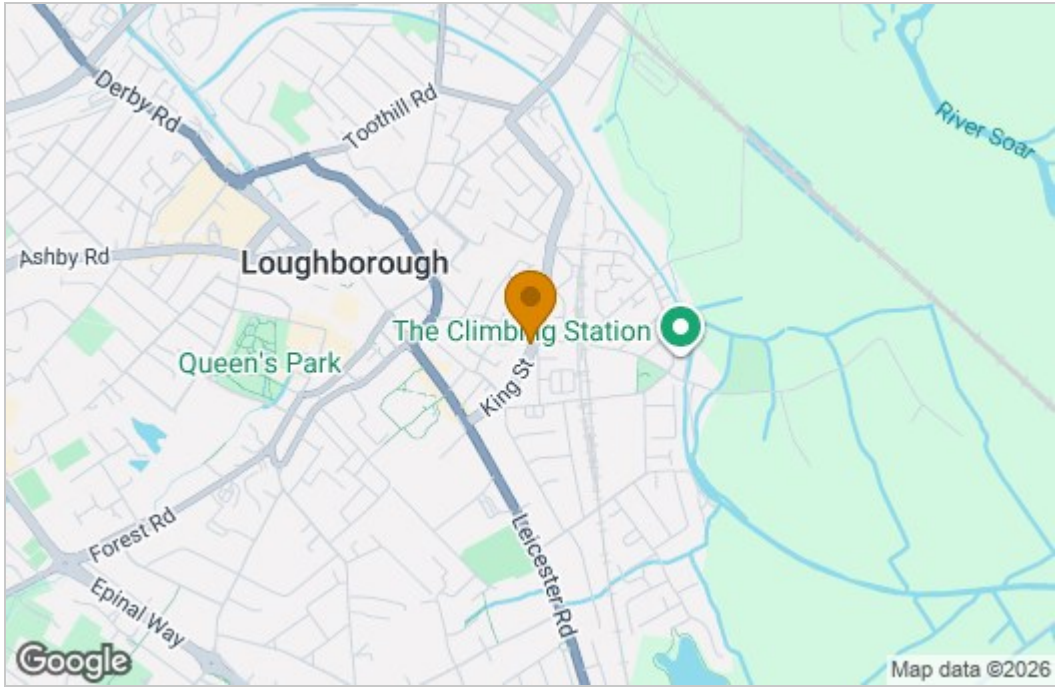 Derby Rd
Toothill Rd
River Soar
Ashby Rd
Loughborough
The Climbing Station
Queen's Park
King St
Forest Rd
Leicester Rd
Epinal Way
Google
Map data ©2026